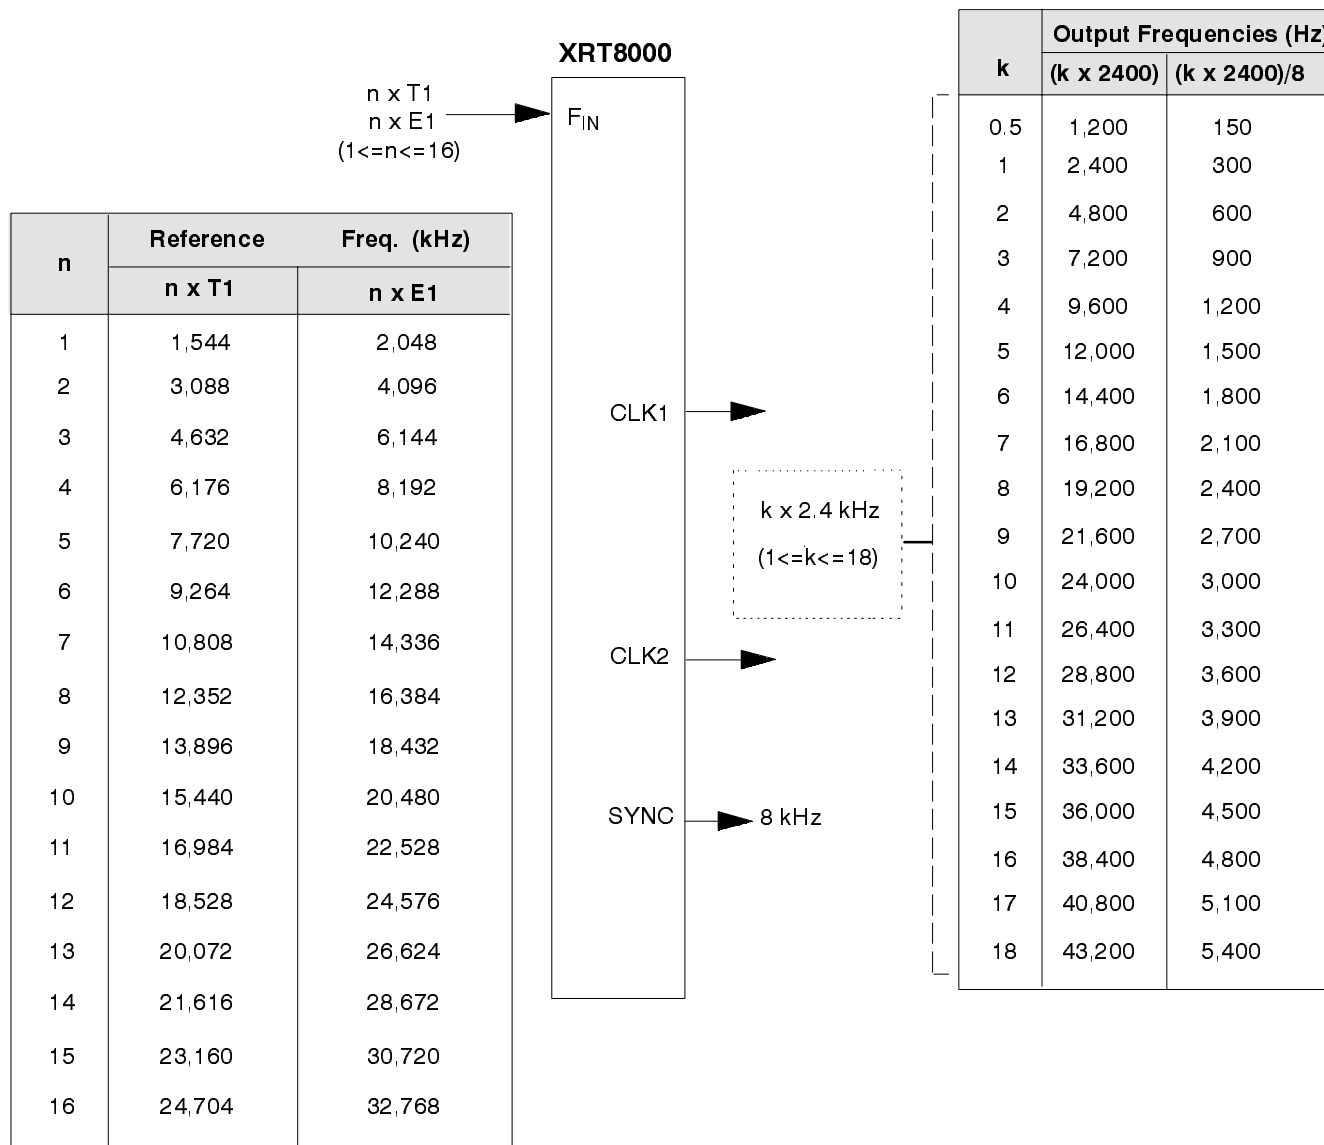 XRT8000
n x T1
n x E1
(1<=n<=16)
FIN
CLK1
CLK2
SYNC
8 kHz
k x 2.4 kHz
(1<=k<=18)
n Reference Freq. (kHz)
n x T1 n x E1
1 1,544 2,048
2 3,088 4,096
3 4,632 6,144
4 6,176 8,192
5 7,720 10,240
6 9,264 12,288
7 10,808 14,336
8 12,352 16,384
9 13,896 18,432
10 15,440 20,480
11 16,984 22,528
12 18,528 24,576
13 20,072 26,624
14 21,616 28,672
15 23,160 30,720
16 24,704 32,768
k Output Frequencies (Hz)
(k x 2400) (k x 2400)/8
0.5 1,200 150
1 2,400 300
2 4,800 600
3 7,200 900
4 9,600 1,200
5 12,000 1,500
6 14,400 1,800
7 16,800 2,100
8 19,200 2,400
9 21,600 2,700
10 24,000 3,000
11 26,400 3,300
12 28,800 3,600
13 31,200 3,900
14 33,600 4,200
15 36,000 4,500
16 38,400 4,800
17 40,800 5,100
18 43,200 5,400